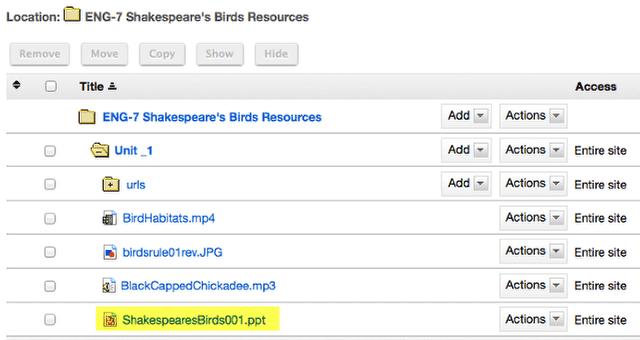 Location: ENG-7 Shakespeare's Birds Resources
Remove Move Copy Show Hide
Title Access
ENG-7 Shakespeare's Birds Resources Add Actions
Unit _1 Add Actions Entire site
urls Add Actions Entire site
BirdHabitats.mp4 Actions Entire site
birdsrule01rev.JPG Actions Entire site
BlackCappedChickadee.mp3 Actions Entire site
ShakespearesBirds001.ppt Actions Entire site